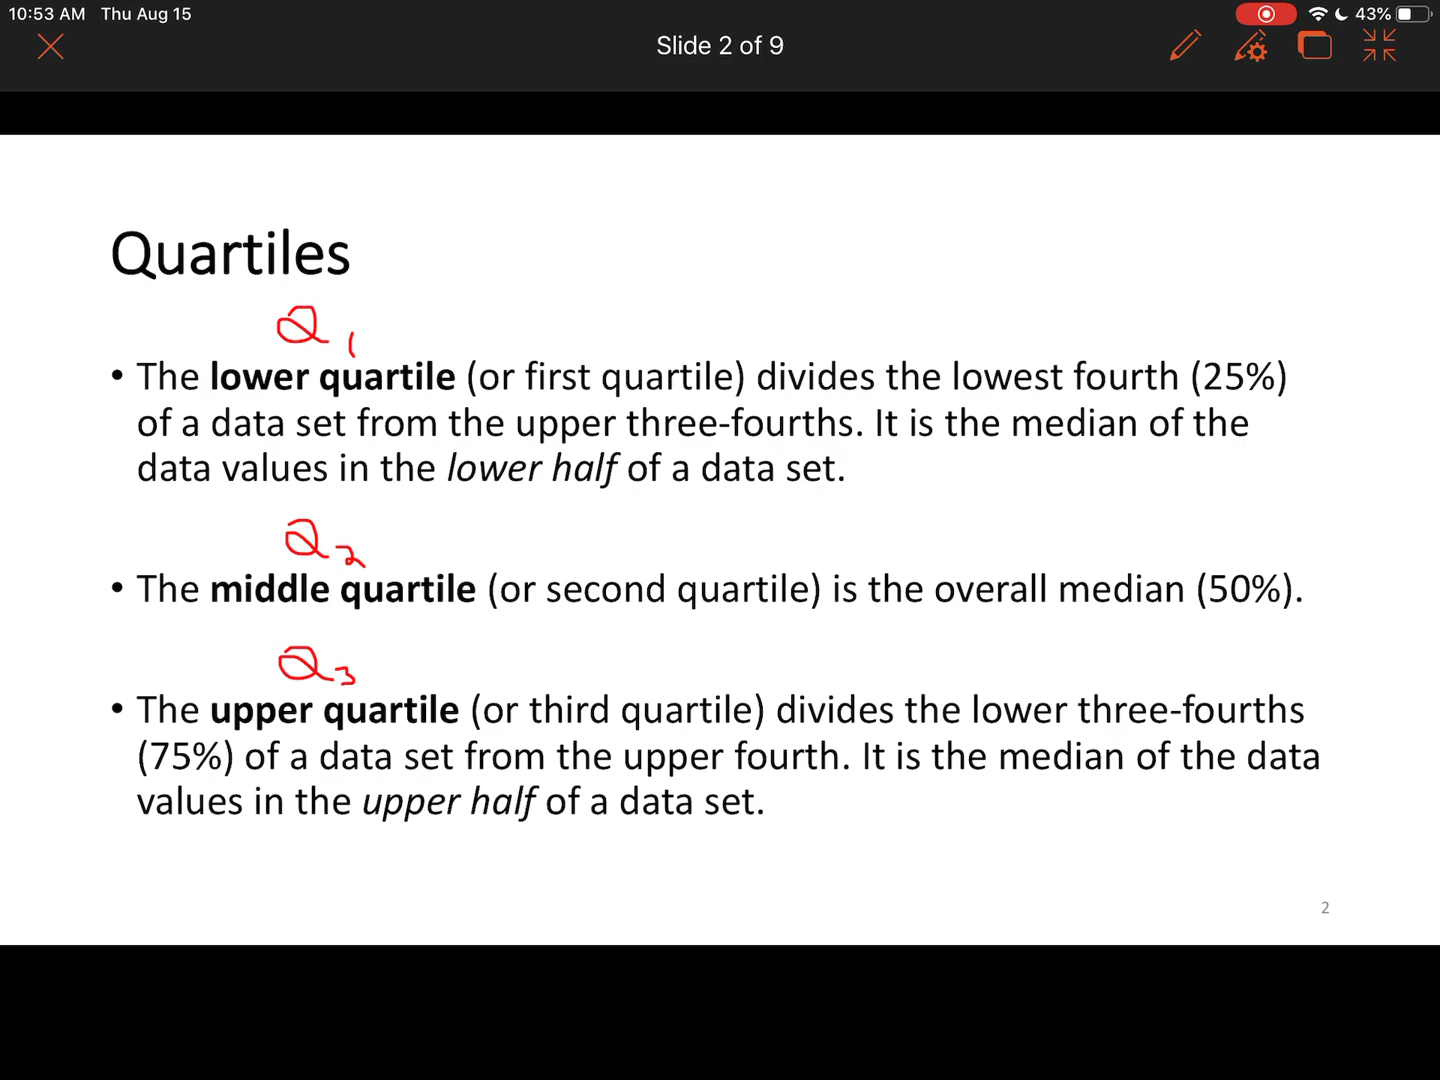 10:53 AM Thu Aug 15
43%
Slide 2 of 9
Quartiles
Q1
• The lower quartile (or first quartile) divides the lowest fourth (25%)
of a data set from the upper three-fourths. It is the median of the
data values in the lower half of a data set.
Q2
• The middle quartile (or second quartile) is the overall median (50%).
Q3
• The upper quartile (or third quartile) divides the lower three-fourths
(75%) of a data set from the upper fourth. It is the median of the data
values in the upper half of a data set.
2